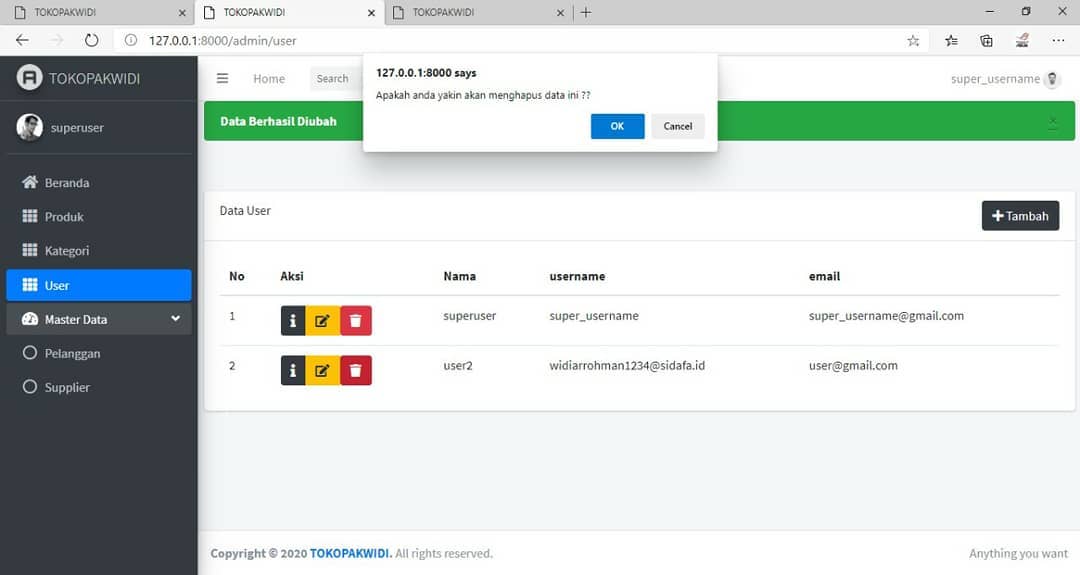 TOKOPAKWIDI
TOKOPAKWIDI
TOKOPAKWIDI
127.0.0.1:8000/admin/user
TOKOPAKWIDI
Home
Search
super_username
127.0.0.1:8000 says
Apakah anda yakin akan menghapus data ini ??
OK
Cancel
superuser
Data Berhasil Diubah
Beranda
Produk
Kategori
User
Master Data
Pelanggan
Supplier
Data User
Tambah
No Aksi Nama username email
1 superuser super_username super_username@gmail.com
2 user2 widiarrohman1234@sidafa.id user@gmail.com
Copyright © 2020 TOKOPAKWIDI. All rights reserved.
Anything you want